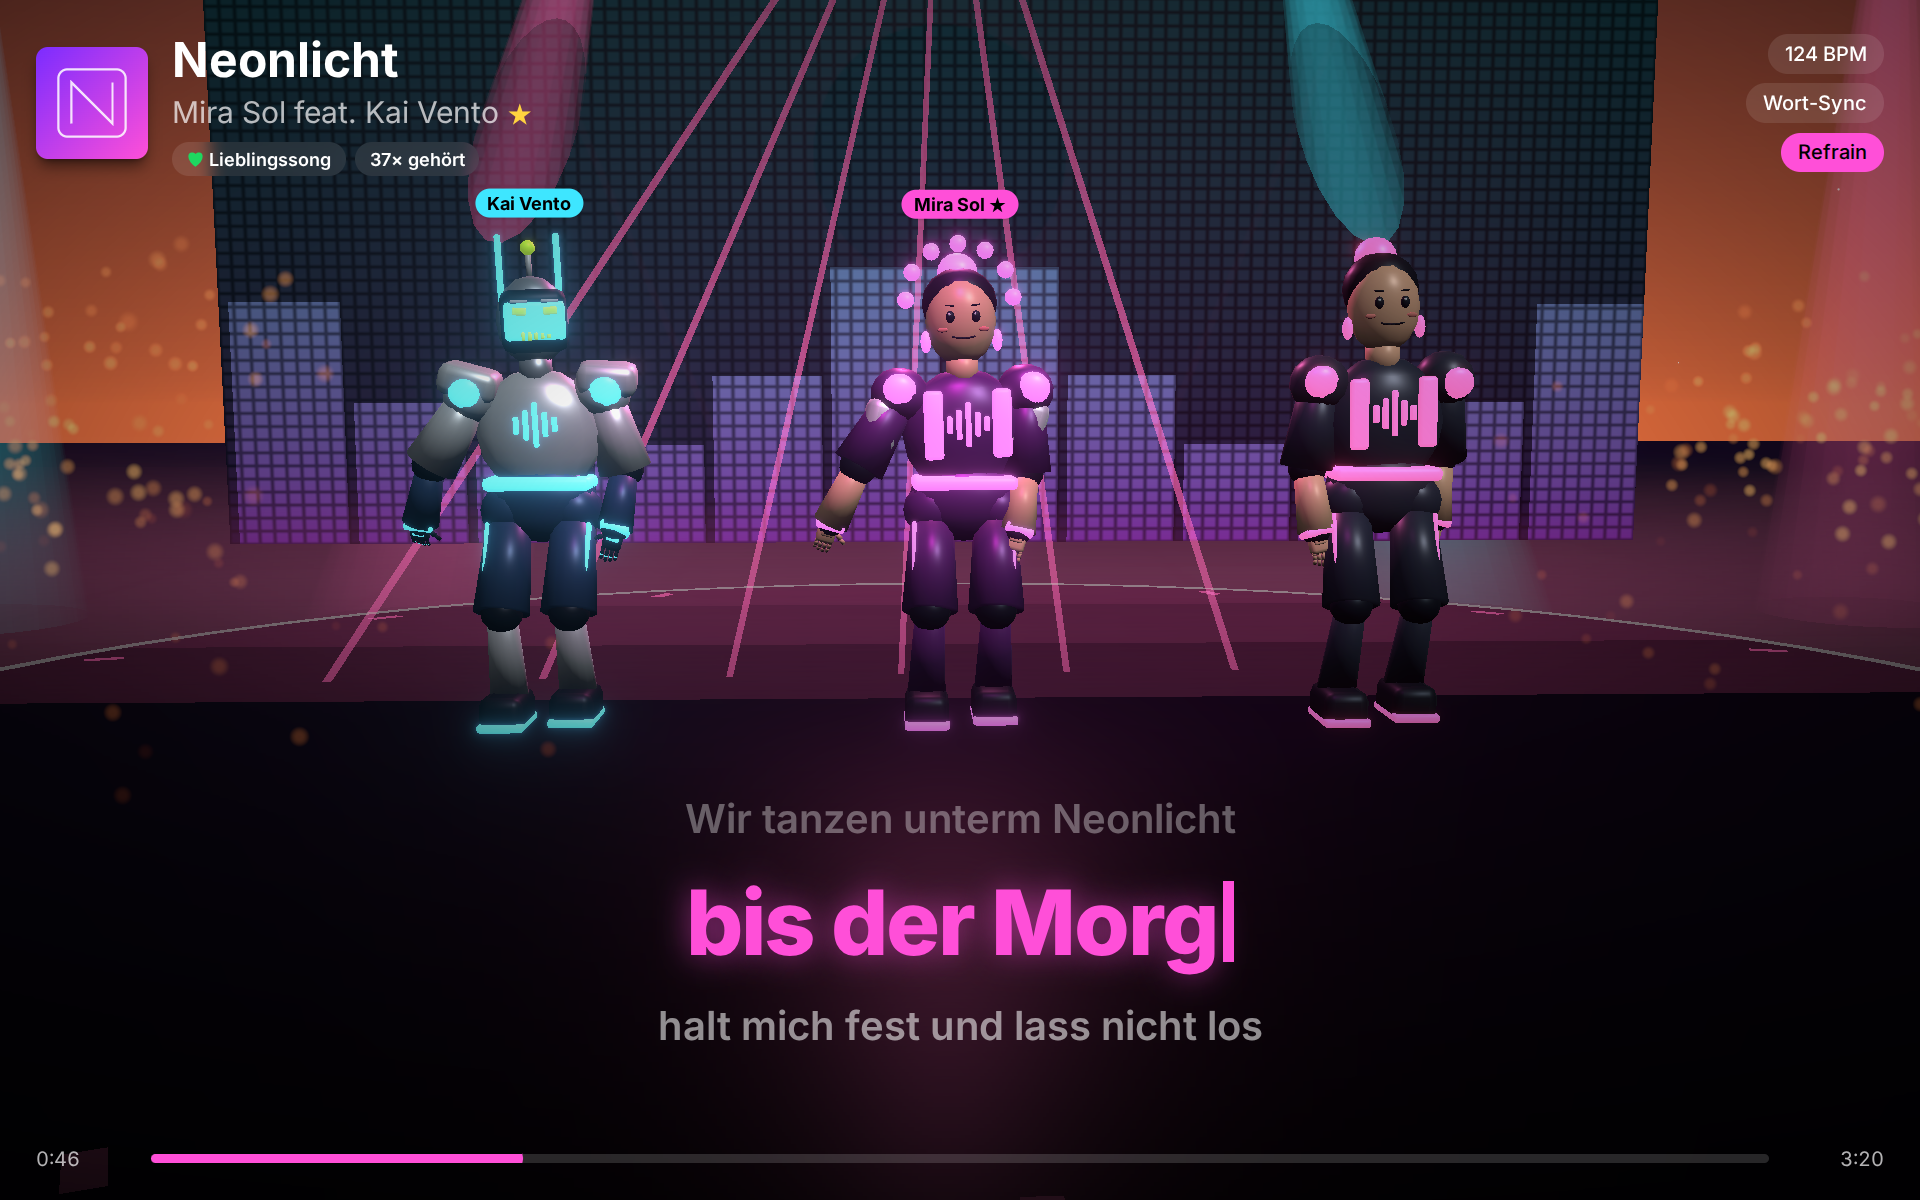 N
Neonlicht
Mira Sol feat. Kai Vento ★
Lieblingssong
37× gehört
124 BPM
Wort-Sync
Refrain
Kai Vento
Mira Sol ★
Wir tanzen unterm Neonlicht
bis der Morg
halt mich fest und lass nicht los
0:46
3:20